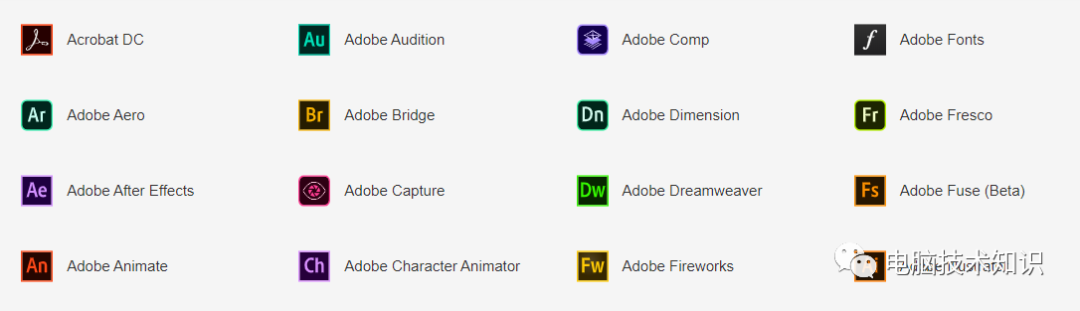 Acrobat DC
Au Adobe Audition
Adobe Comp
f Adobe Fonts
Ar Adobe Aero
Br Adobe Bridge
Dn Adobe Dimension
Fr Adobe Fresco
Ae Adobe After Effects
Adobe Capture
Dw Adobe Dreamweaver
Fs Adobe Fuse (Beta)
An Adobe Animate
Ch Adobe Character Animator
Fw Adobe Fireworks
电脑技术知识